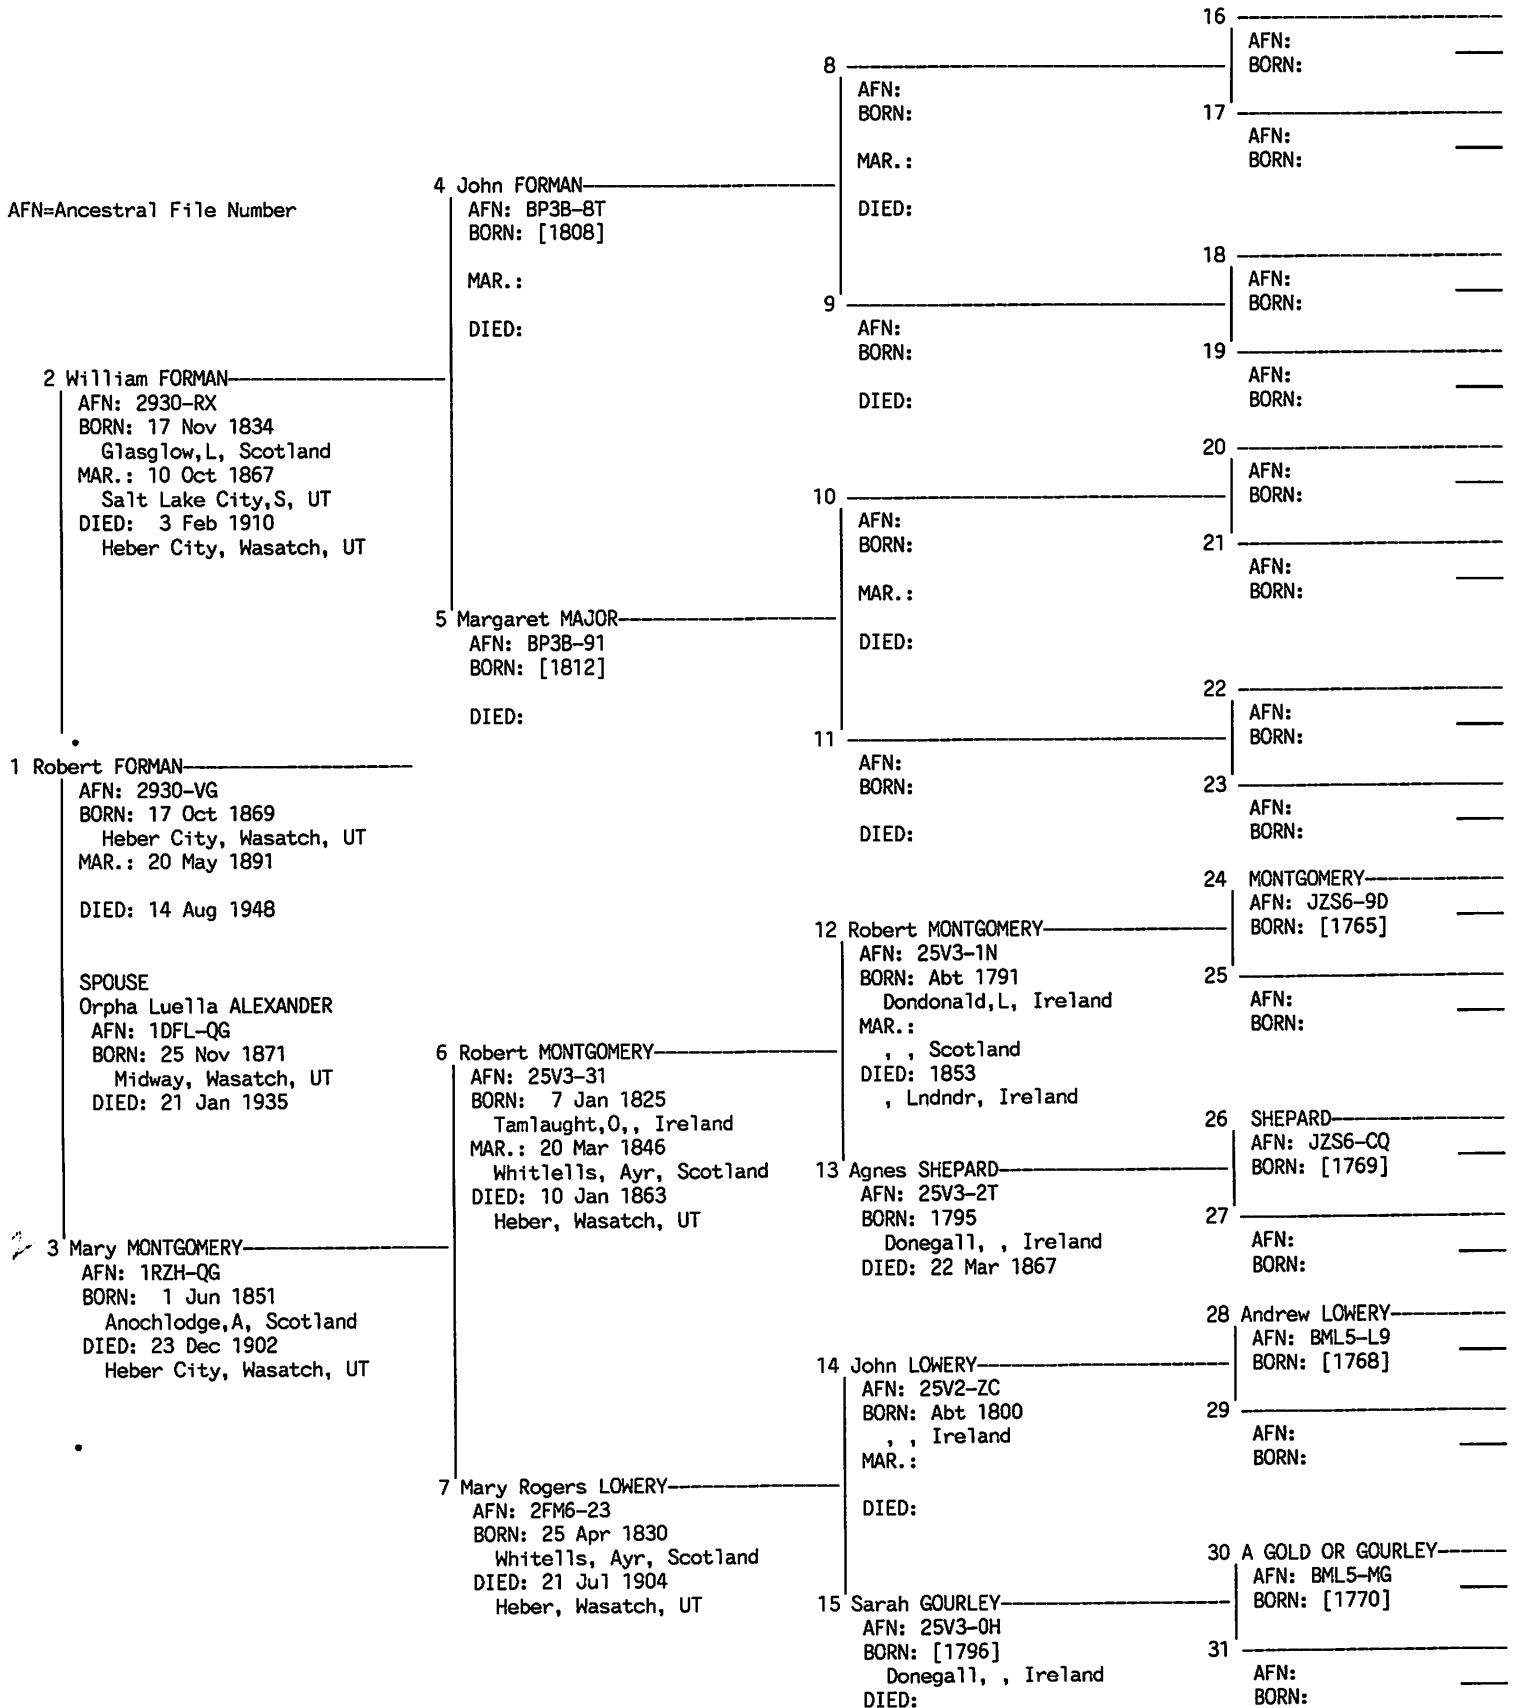 AFN=Ancestral File Number
1 Robert FORMAN
AFN: 2930-VG
BORN: 17 Oct 1869
Heber City, Wasatch, UT
MAR.: 20 May 1891
DIED: 14 Aug 1948
SPOUSE
Orpha Luella ALEXANDER
AFN: 1DFL-QG
BORN: 25 Nov 1871
Midway, Wasatch, UT
DIED: 21 Jan 1935
2 William FORMAN
AFN: 2930-RX
BORN: 17 Nov 1834
Glasglow,L, Scotland
MAR.: 10 Oct 1867
Salt Lake City,S, UT
DIED: 3 Feb 1910
Heber City, Wasatch, UT
3 Mary MONTGOMERY
AFN: 1RZH-QG
BORN: 1 Jun 1851
Anochlodge,A, Scotland
DIED: 23 Dec 1902
Heber City, Wasatch, UT
4 John FORMAN
AFN: BP3B-8T
BORN: [1808]
MAR.:
DIED:
5 Margaret MAJOR
AFN: BP3B-91
BORN: [1812]
DIED:
6 Robert MONTGOMERY
AFN: 25V3-31
BORN: 7 Jan 1825
Tamlaught,O,, Ireland
MAR.: 20 Mar 1846
Whitlells, Ayr, Scotland
DIED: 10 Jan 1863
Heber, Wasatch, UT
7 Mary Rogers LOWERY
AFN: 2FM6-23
BORN: 25 Apr 1830
Whitells, Ayr, Scotland
DIED: 21 Jul 1904
Heber, Wasatch, UT
8
AFN:
BORN:
MAR.:
DIED:
9
AFN:
BORN:
DIED:
10
AFN:
BORN:
MAR.:
DIED:
11
AFN:
BORN:
DIED:
12 Robert MONTGOMERY
AFN: 25V3-1N
BORN: Abt 1791
Dondonald,L, Ireland
MAR.:
, , Scotland
DIED: 1853
, Lndndr, Ireland
13 Agnes SHEPARD
AFN: 25V3-2T
BORN: 1795
Donegall, , Ireland
DIED: 22 Mar 1867
14 John LOWERY
AFN: 25V2-ZC
BORN: Abt 1800
, , Ireland
MAR.:
DIED:
15 Sarah GOURLEY
AFN: 25V3-0H
BORN: [1796]
Donegall, , Ireland
DIED:
16
AFN:
BORN:
17
AFN:
BORN:
18
AFN:
BORN:
19
AFN:
BORN:
20
AFN:
BORN:
21
AFN:
BORN:
22
AFN:
BORN:
23
AFN:
BORN:
24 MONTGOMERY
AFN: JZS6-9D
BORN: [1765]
25
AFN:
BORN:
26 SHEPARD
AFN: JZS6-CQ
BORN: [1769]
27
AFN:
BORN:
28 Andrew LOWERY
AFN: BML5-L9
BORN: [1768]
29
AFN:
BORN:
30 A GOLD OR GOURLEY
AFN: BML5-MG
BORN: [1770]
31
AFN:
BORN: